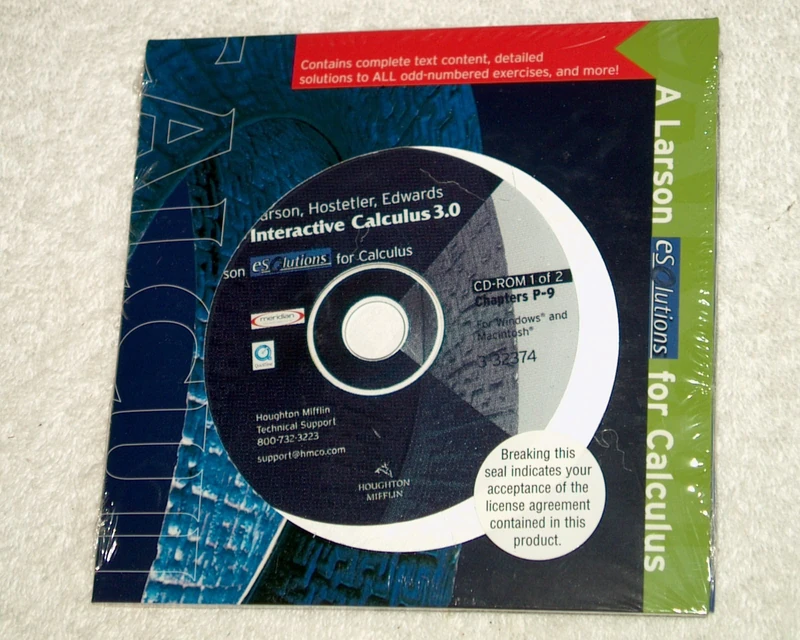 Contains complete text content, detailed
solutions to ALL odd-numbered exercises, and more!
A Larson eSolutions for Calculus
CALCULU
arson, Hostetler, Edwards
Interactive Calculus 3.0
son eSolutions for Calculus
CD-ROM 1 of 2
Chapters P-9
For Windows® and
Macintosh®
3-32374
meridian
Houghton Mifflin
Technical Support
800-732-3223
support@hmco.com
HOUGHTON
MIFFLIN
Breaking this
seal indicates your
acceptance of the
license agreement
contained in this
product.